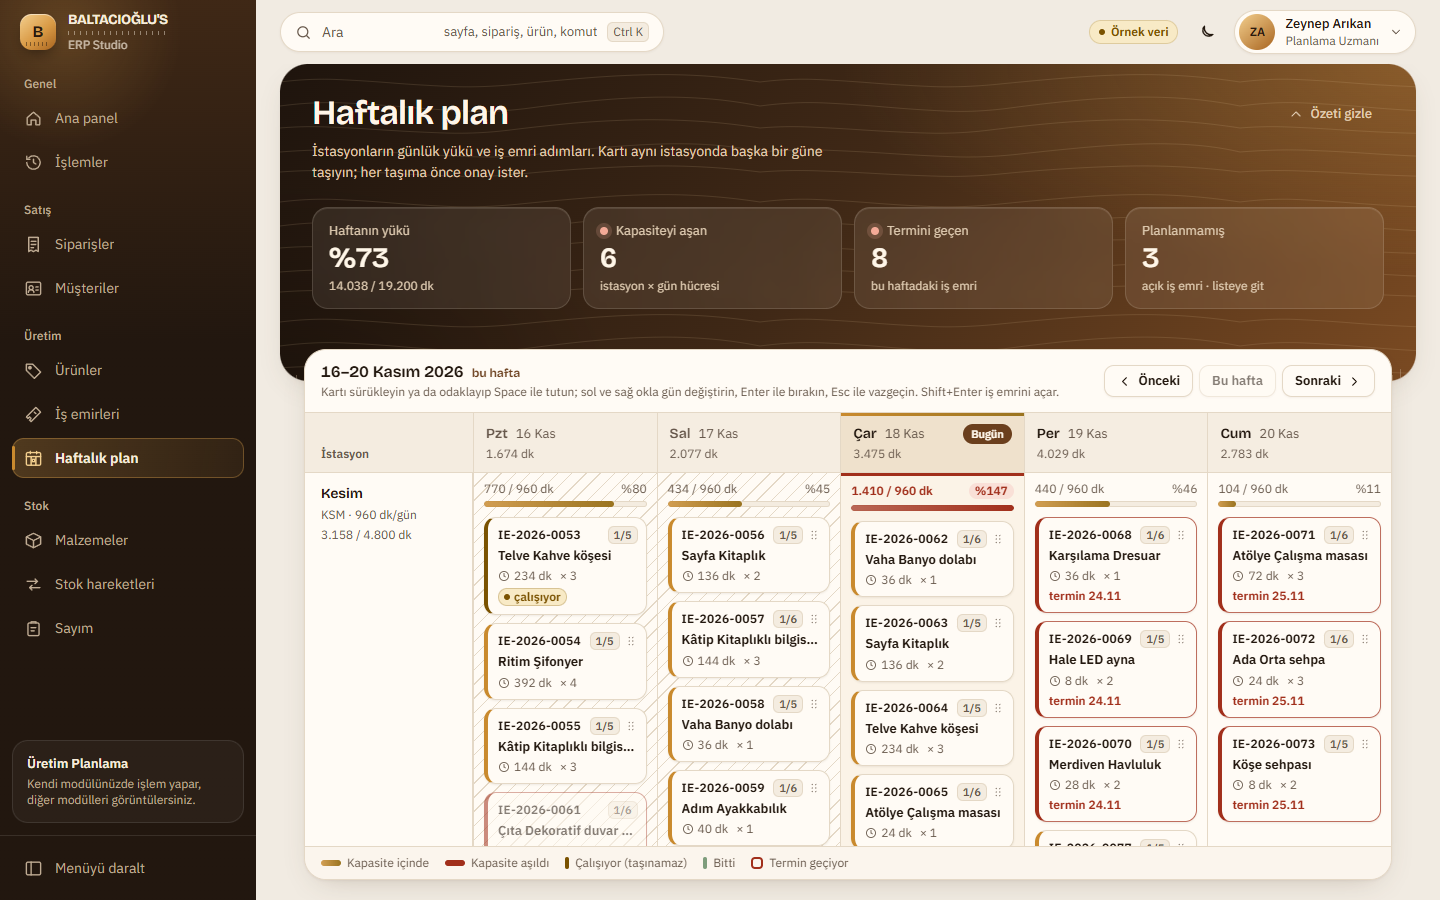 B
BALTACIOĞLU'S
ERP Studio
Genel
Ana panel
İşlemler
Satış
Siparişler
Müşteriler
Üretim
Ürünler
İş emirleri
Haftalık plan
Stok
Malzemeler
Stok hareketleri
Sayım
Üretim Planlama
Kendi modülünüzde işlem yapar,
diğer modülleri görüntülersiniz.
Menüyü daralt
Ara
sayfa, sipariş, ürün, komut
Ctrl K
Örnek veri
ZA
Zeynep Arıkan
Planlama Uzmanı
Haftalık plan
Özeti gizle
İstasyonların günlük yükü ve iş emri adımları. Kartı aynı istasyonda başka bir güne
taşıyın; her taşıma önce onay ister.
Haftanın yükü
%73
14.038 / 19.200 dk
Kapasiteyi aşan
6
istasyon × gün hücresi
Termini geçen
8
bu haftadaki iş emri
Planlanmamış
3
açık iş emri · listeye git
16–20 Kasım 2026 bu hafta
Kartı sürükleyin ya da odaklayıp Space ile tutun; sol ve sağ okla gün değiştirin, Enter ile bırakın, Esc ile vazgeçin. Shift+Enter iş emrini açar.
Önceki
Bu hafta
Sonraki
İstasyon
Pzt 16 Kas
1.674 dk
Sal 17 Kas
2.077 dk
Çar 18 Kas
Bugün
3.475 dk
Per 19 Kas
4.029 dk
Cum 20 Kas
2.783 dk
Kesim
KSM · 960 dk/gün
3.158 / 4.800 dk
770 / 960 dk %80
IE-2026-0053 1/5
Telve Kahve köşesi
234 dk × 3
çalışıyor
IE-2026-0054 1/5
Ritim Şifonyer
392 dk × 4
IE-2026-0055 1/5
Kâtip Kitaplıklı bilgis...
144 dk × 3
IE-2026-0061 1/6
Çıta Dekoratif duvar ...
434 / 960 dk %45
IE-2026-0056 1/5
Sayfa Kitaplık
136 dk × 2
IE-2026-0057 1/6
Kâtip Kitaplıklı bilgis...
144 dk × 3
IE-2026-0058 1/5
Vaha Banyo dolabı
36 dk × 1
IE-2026-0059 1/6
Adım Ayakkabılık
40 dk × 1
1.410 / 960 dk %147
IE-2026-0062 1/6
Vaha Banyo dolabı
36 dk × 1
IE-2026-0063 1/5
Sayfa Kitaplık
136 dk × 2
IE-2026-0064 1/5
Telve Kahve köşesi
234 dk × 3
IE-2026-0065 1/6
Atölye Çalışma masası
24 dk × 1
440 / 960 dk %46
IE-2026-0068 1/6
Karşılama Dresuar
36 dk × 1
termin 24.11
IE-2026-0069 1/5
Hale LED ayna
8 dk × 2
termin 24.11
IE-2026-0070 1/5
Merdiven Havluluk
28 dk × 2
termin 24.11
104 / 960 dk %11
IE-2026-0071 1/6
Atölye Çalışma masası
72 dk × 3
termin 25.11
IE-2026-0072 1/6
Ada Orta sehpa
24 dk × 3
termin 25.11
IE-2026-0073 1/5
Köşe sehpası
8 dk × 2
termin 25.11
Kapasite içinde
Kapasite aşıldı
Çalışıyor (taşınamaz)
Bitti
Termin geçiyor